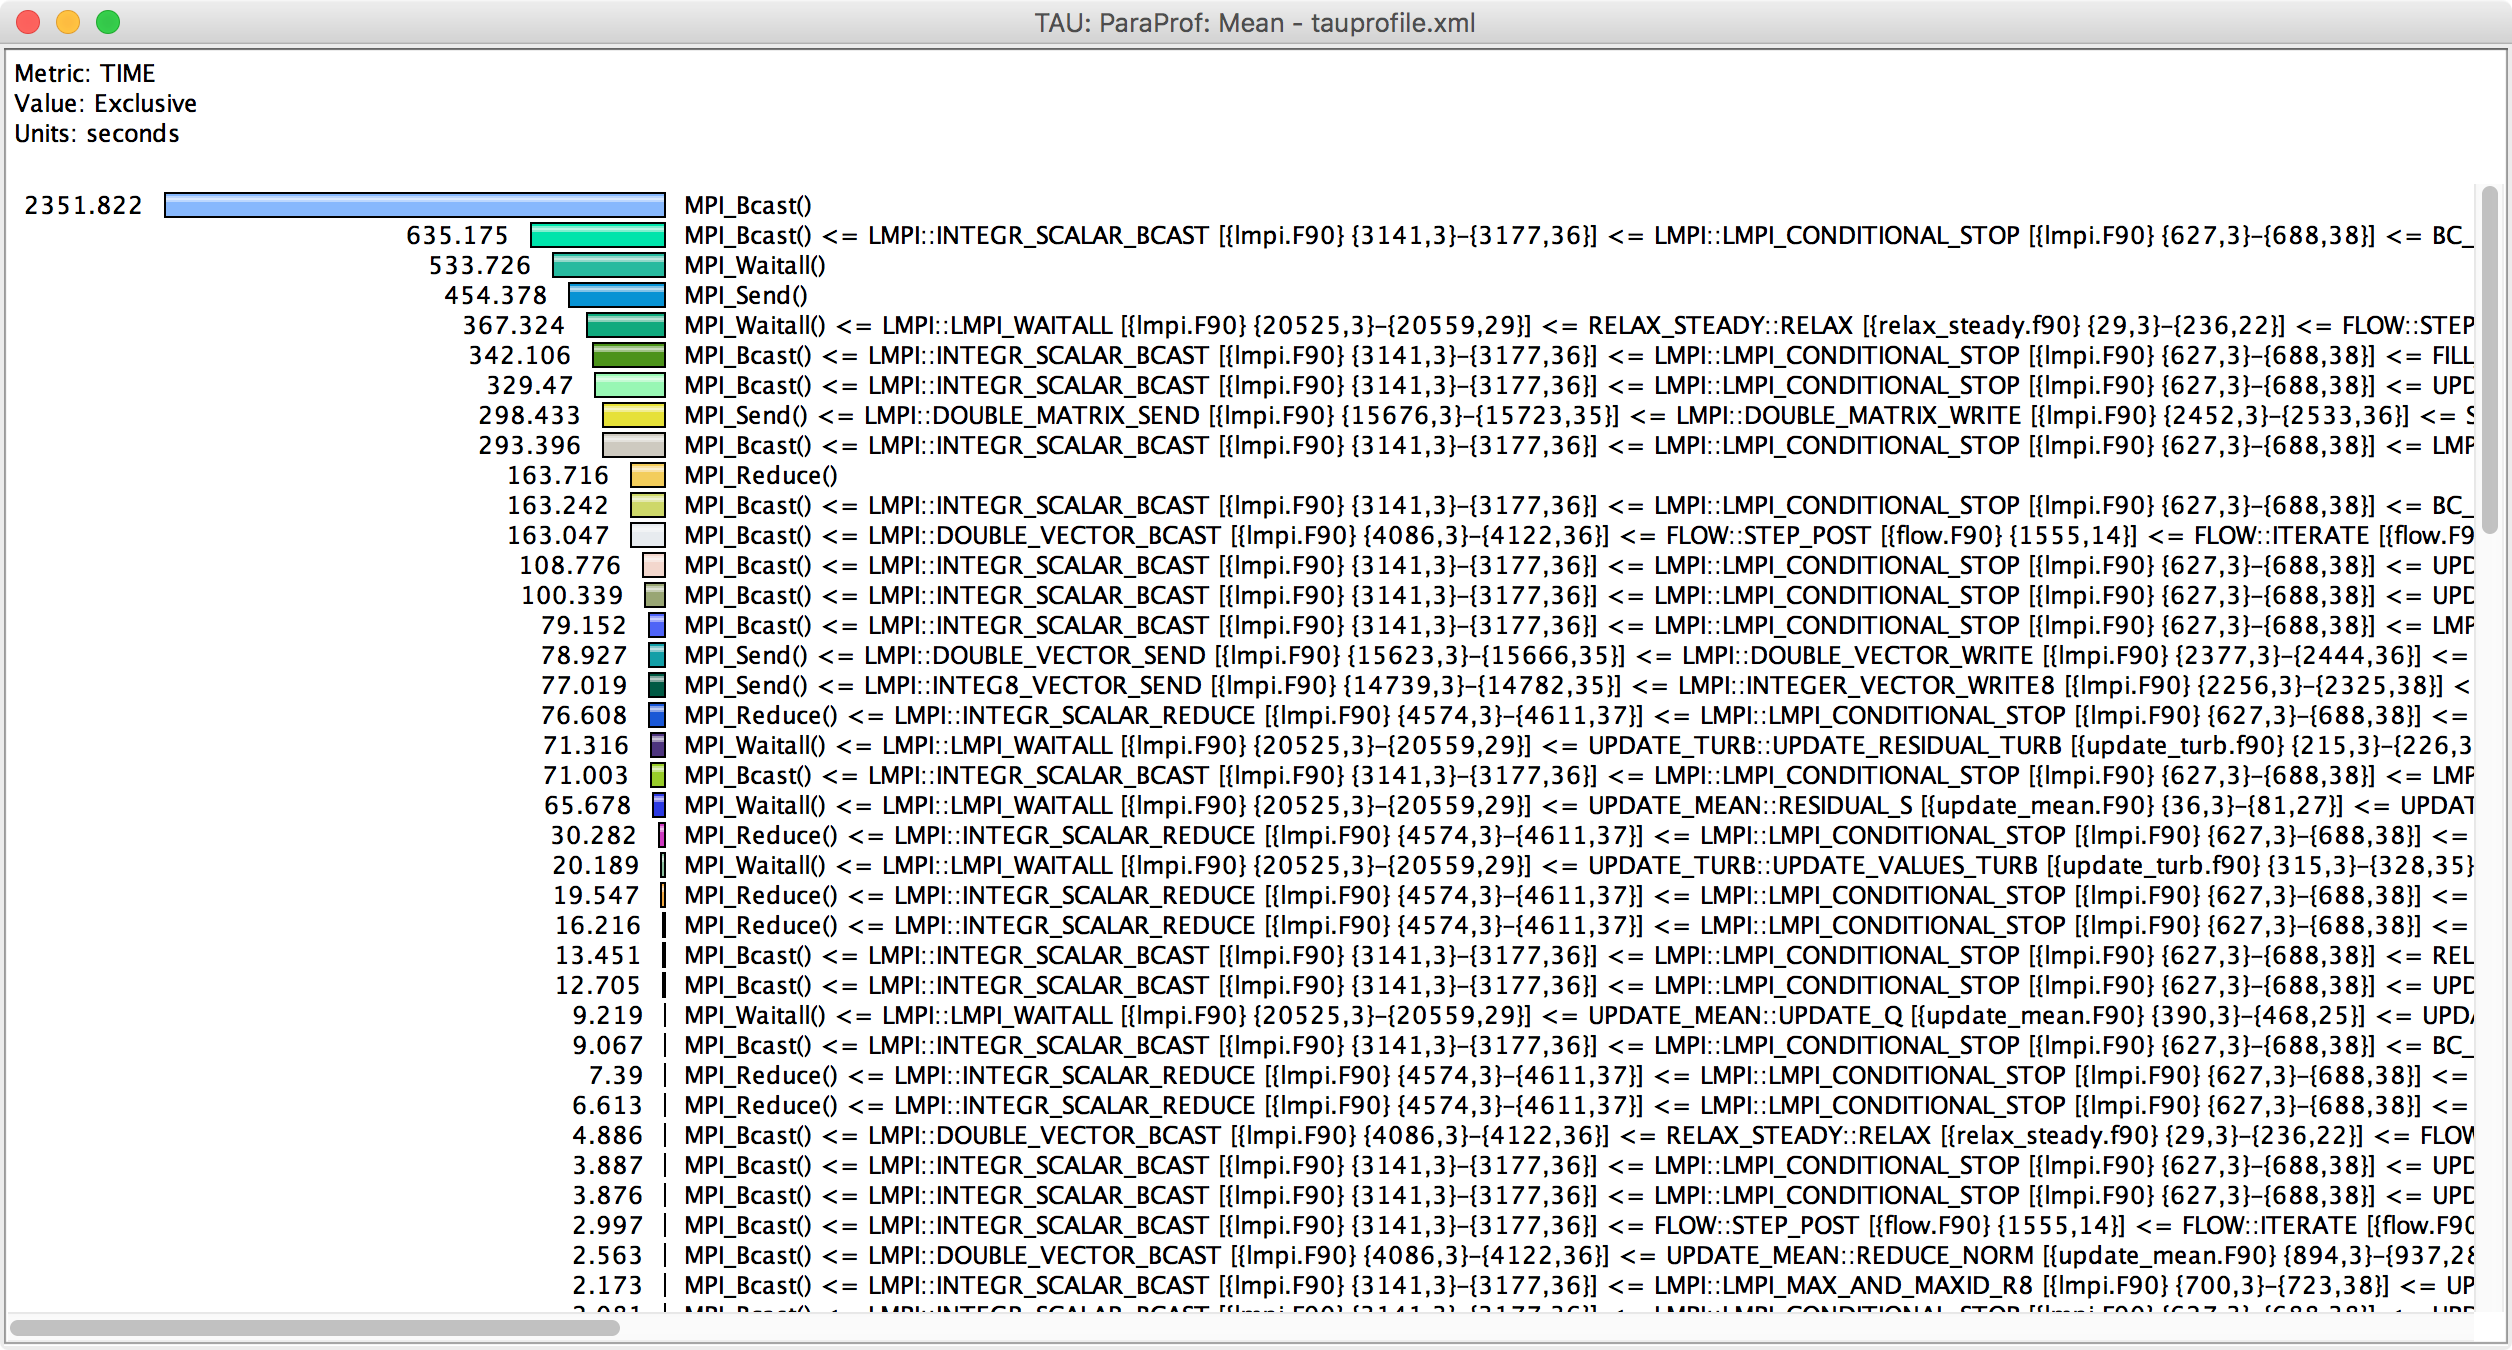 TAU: ParaProf: Mean - tauprofile.xml
Metric: TIME
Value: Exclusive
Units: seconds
2351.822 MPI_Bcast()
635.175 MPI_Bcast() <= LMPI::INTEGR_SCALAR_BCAST [{lmpi.F90} {3141,3}-{3177,36}] <= LMPI::LMPI_CONDITIONAL_STOP [{lmpi.F90} {627,3}-{688,38}] <= BC_
533.726 MPI_Waitall()
454.378 MPI_Send()
367.324 MPI_Waitall() <= LMPI::LMPI_WAITALL [{lmpi.F90} {20525,3}-{20559,29}] <= RELAX_STEADY::RELAX [{relax_steady.f90} {29,3}-{236,22}] <= FLOW::STEP
342.106 MPI_Bcast() <= LMPI::INTEGR_SCALAR_BCAST [{lmpi.F90} {3141,3}-{3177,36}] <= LMPI::LMPI_CONDITIONAL_STOP [{lmpi.F90} {627,3}-{688,38}] <= FILL
329.47 MPI_Bcast() <= LMPI::INTEGR_SCALAR_BCAST [{lmpi.F90} {3141,3}-{3177,36}] <= LMPI::LMPI_CONDITIONAL_STOP [{lmpi.F90} {627,3}-{688,38}] <= UPD
298.433 MPI_Send() <= LMPI::DOUBLE_MATRIX_SEND [{lmpi.F90} {15676,3}-{15723,35}] <= LMPI::DOUBLE_MATRIX_WRITE [{lmpi.F90} {2452,3}-{2533,36}] <= S
293.396 MPI_Bcast() <= LMPI::INTEGR_SCALAR_BCAST [{lmpi.F90} {3141,3}-{3177,36}] <= LMPI::LMPI_CONDITIONAL_STOP [{lmpi.F90} {627,3}-{688,38}] <= LMP
163.716 MPI_Reduce()
163.242 MPI_Bcast() <= LMPI::INTEGR_SCALAR_BCAST [{lmpi.F90} {3141,3}-{3177,36}] <= LMPI::LMPI_CONDITIONAL_STOP [{lmpi.F90} {627,3}-{688,38}] <= BC_
163.047 MPI_Bcast() <= LMPI::DOUBLE_VECTOR_BCAST [{lmpi.F90} {4086,3}-{4122,36}] <= FLOW::STEP_POST [{flow.F90} {1555,14}] <= FLOW::ITERATE [{flow.F9
108.776 MPI_Bcast() <= LMPI::INTEGR_SCALAR_BCAST [{lmpi.F90} {3141,3}-{3177,36}] <= LMPI::LMPI_CONDITIONAL_STOP [{lmpi.F90} {627,3}-{688,38}] <= UPD
100.339 MPI_Bcast() <= LMPI::INTEGR_SCALAR_BCAST [{lmpi.F90} {3141,3}-{3177,36}] <= LMPI::LMPI_CONDITIONAL_STOP [{lmpi.F90} {627,3}-{688,38}] <= UPD
79.152 MPI_Bcast() <= LMPI::INTEGR_SCALAR_BCAST [{lmpi.F90} {3141,3}-{3177,36}] <= LMPI::LMPI_CONDITIONAL_STOP [{lmpi.F90} {627,3}-{688,38}] <= LMP
78.927 MPI_Send() <= LMPI::DOUBLE_VECTOR_SEND [{lmpi.F90} {15623,3}-{15666,35}] <= LMPI::DOUBLE_VECTOR_WRITE [{lmpi.F90} {2377,3}-{2444,36}] <=
77.019 MPI_Send() <= LMPI::INTEG8_VECTOR_SEND [{lmpi.F90} {14739,3}-{14782,35}] <= LMPI::INTEGER_VECTOR_WRITE8 [{lmpi.F90} {2256,3}-{2325,38}] <
76.608 MPI_Reduce() <= LMPI::INTEGR_SCALAR_REDUCE [{lmpi.F90} {4574,3}-{4611,37}] <= LMPI::LMPI_CONDITIONAL_STOP [{lmpi.F90} {627,3}-{688,38}] <=
71.316 MPI_Waitall() <= LMPI::LMPI_WAITALL [{lmpi.F90} {20525,3}-{20559,29}] <= UPDATE_TURB::UPDATE_RESIDUAL_TURB [{update_turb.f90} {215,3}-{226,3
71.003 MPI_Bcast() <= LMPI::INTEGR_SCALAR_BCAST [{lmpi.F90} {3141,3}-{3177,36}] <= LMPI::LMPI_CONDITIONAL_STOP [{lmpi.F90} {627,3}-{688,38}] <= LMP
65.678 MPI_Waitall() <= LMPI::LMPI_WAITALL [{lmpi.F90} {20525,3}-{20559,29}] <= UPDATE_MEAN::RESIDUAL_S [{update_mean.F90} {36,3}-{81,27}] <= UPDAT
30.282 MPI_Reduce() <= LMPI::INTEGR_SCALAR_REDUCE [{lmpi.F90} {4574,3}-{4611,37}] <= LMPI::LMPI_CONDITIONAL_STOP [{lmpi.F90} {627,3}-{688,38}] <=
20.189 MPI_Waitall() <= LMPI::LMPI_WAITALL [{lmpi.F90} {20525,3}-{20559,29}] <= UPDATE_TURB::UPDATE_VALUES_TURB [{update_turb.f90} {315,3}-{328,35}
19.547 MPI_Reduce() <= LMPI::INTEGR_SCALAR_REDUCE [{lmpi.F90} {4574,3}-{4611,37}] <= LMPI::LMPI_CONDITIONAL_STOP [{lmpi.F90} {627,3}-{688,38}] <=
16.216 MPI_Reduce() <= LMPI::INTEGR_SCALAR_REDUCE [{lmpi.F90} {4574,3}-{4611,37}] <= LMPI::LMPI_CONDITIONAL_STOP [{lmpi.F90} {627,3}-{688,38}] <=
13.451 MPI_Bcast() <= LMPI::INTEGR_SCALAR_BCAST [{lmpi.F90} {3141,3}-{3177,36}] <= LMPI::LMPI_CONDITIONAL_STOP [{lmpi.F90} {627,3}-{688,38}] <= REL
12.705 MPI_Bcast() <= LMPI::INTEGR_SCALAR_BCAST [{lmpi.F90} {3141,3}-{3177,36}] <= LMPI::LMPI_CONDITIONAL_STOP [{lmpi.F90} {627,3}-{688,38}] <= UPD
9.219 MPI_Waitall() <= LMPI::LMPI_WAITALL [{lmpi.F90} {20525,3}-{20559,29}] <= UPDATE_MEAN::UPDATE_Q [{update_mean.F90} {390,3}-{468,25}] <= UPDA
9.067 MPI_Bcast() <= LMPI::INTEGR_SCALAR_BCAST [{lmpi.F90} {3141,3}-{3177,36}] <= LMPI::LMPI_CONDITIONAL_STOP [{lmpi.F90} {627,3}-{688,38}] <= BC_
7.39 MPI_Reduce() <= LMPI::INTEGR_SCALAR_REDUCE [{lmpi.F90} {4574,3}-{4611,37}] <= LMPI::LMPI_CONDITIONAL_STOP [{lmpi.F90} {627,3}-{688,38}] <=
6.613 MPI_Reduce() <= LMPI::INTEGR_SCALAR_REDUCE [{lmpi.F90} {4574,3}-{4611,37}] <= LMPI::LMPI_CONDITIONAL_STOP [{lmpi.F90} {627,3}-{688,38}] <=
4.886 MPI_Bcast() <= LMPI::DOUBLE_VECTOR_BCAST [{lmpi.F90} {4086,3}-{4122,36}] <= RELAX_STEADY::RELAX [{relax_steady.f90} {29,3}-{236,22}] <= FLOW
3.887 MPI_Bcast() <= LMPI::INTEGR_SCALAR_BCAST [{lmpi.F90} {3141,3}-{3177,36}] <= LMPI::LMPI_CONDITIONAL_STOP [{lmpi.F90} {627,3}-{688,38}] <= UPD
3.876 MPI_Bcast() <= LMPI::INTEGR_SCALAR_BCAST [{lmpi.F90} {3141,3}-{3177,36}] <= LMPI::LMPI_CONDITIONAL_STOP [{lmpi.F90} {627,3}-{688,38}] <= UPD
2.997 MPI_Bcast() <= LMPI::INTEGR_SCALAR_BCAST [{lmpi.F90} {3141,3}-{3177,36}] <= FLOW::STEP_POST [{flow.F90} {1555,14}] <= FLOW::ITERATE [{flow.F90
2.563 MPI_Bcast() <= LMPI::DOUBLE_VECTOR_BCAST [{lmpi.F90} {4086,3}-{4122,36}] <= UPDATE_MEAN::REDUCE_NORM [{update_mean.F90} {894,3}-{937,28
2.173 MPI_Bcast() <= LMPI::INTEGR_SCALAR_BCAST [{lmpi.F90} {3141,3}-{3177,36}] <= LMPI::LMPI_MAX_AND_MAXID_R8 [{lmpi.F90} {700,3}-{723,38}] <= UP